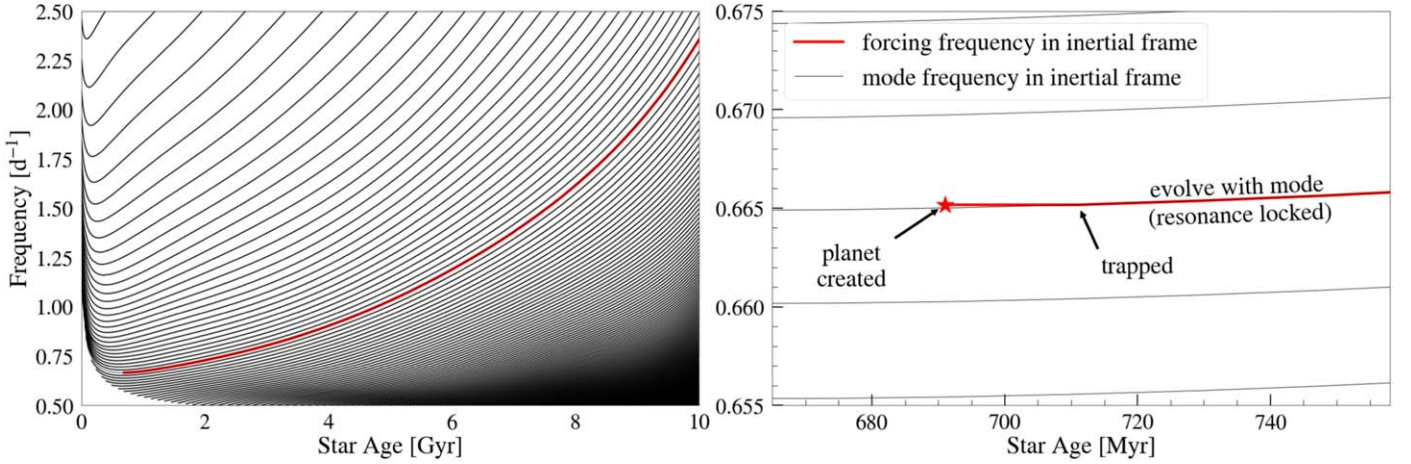 2.50
2.25
2.00
1.75
1.50
1.25
1.00
0.75
0.50
Frequency [d⁻¹]
0
2
4
6
8
10
Star Age [Gyr]
0.675
0.670
0.665
0.660
0.655
forcing frequency in inertial frame
mode frequency in inertial frame
planet
created
trapped
evolve with mode
(resonance locked)
680
700
720
740
Star Age [Myr]